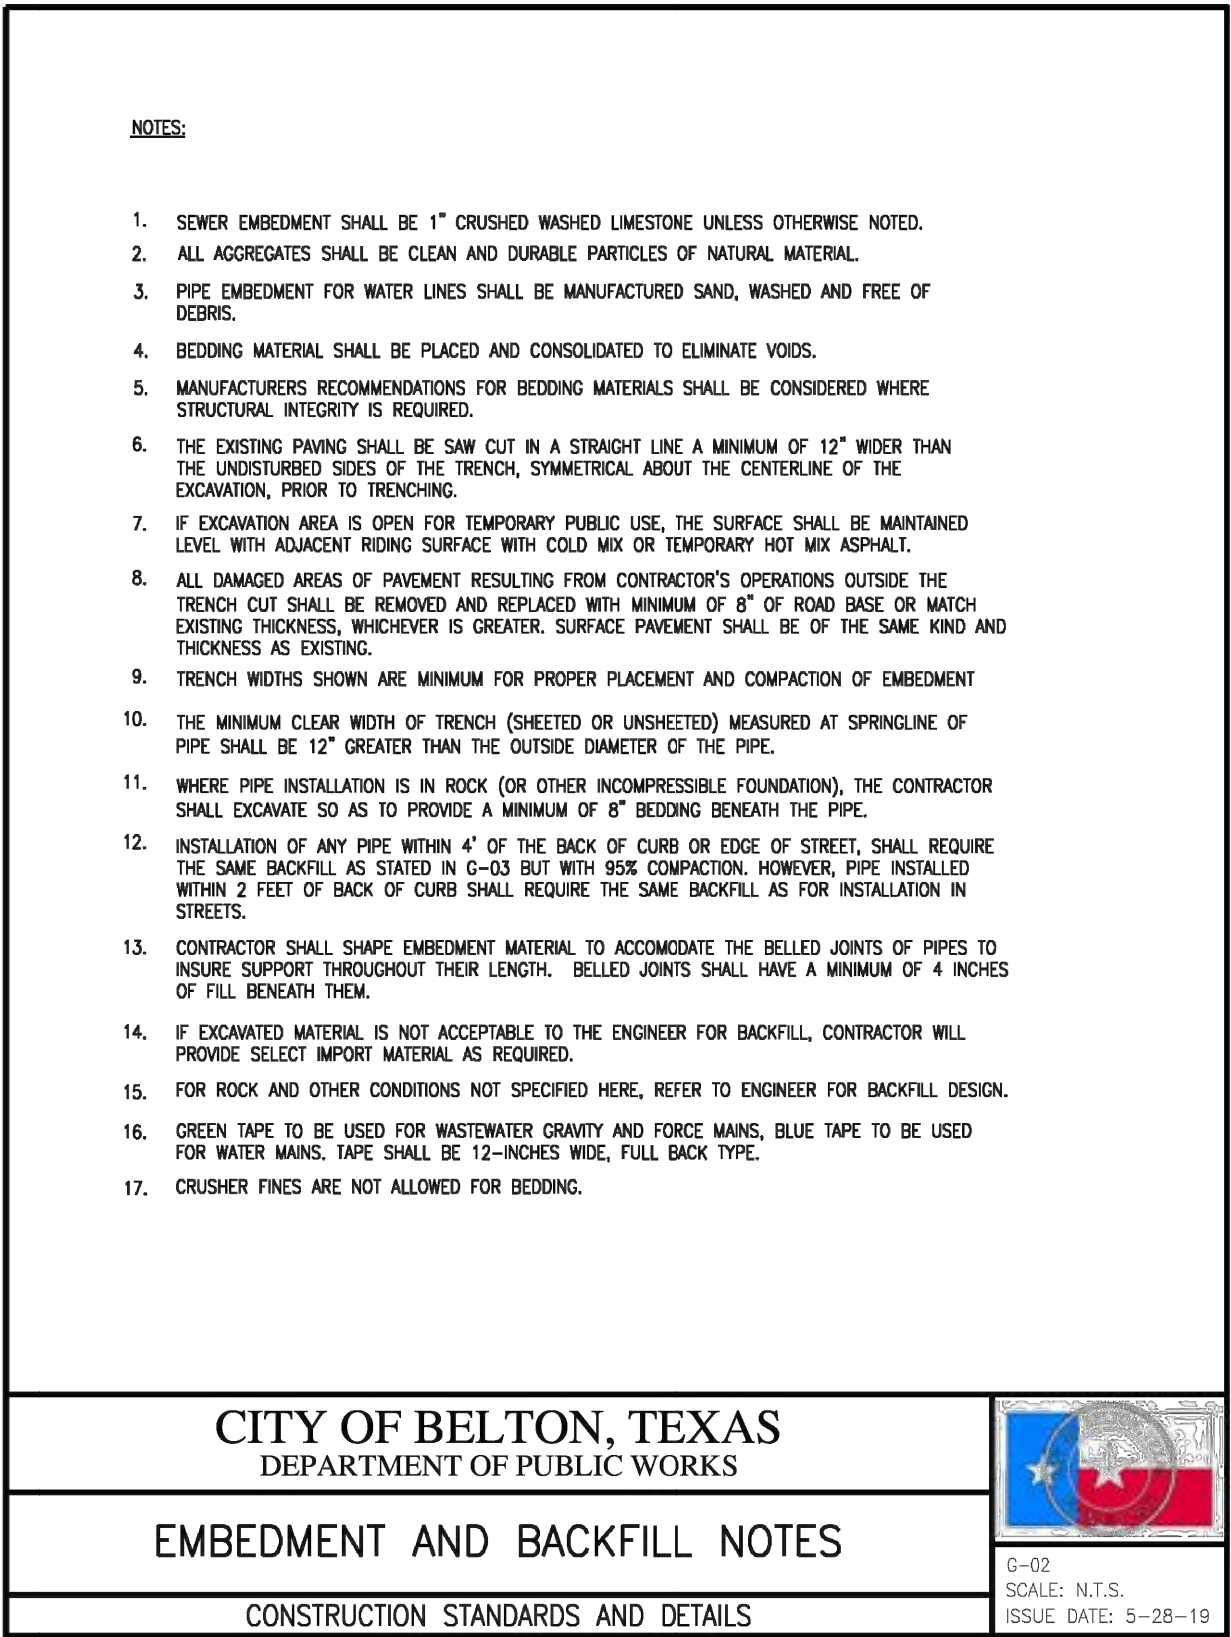 NOTES:
1. SEWER EMBEDMENT SHALL BE 1" CRUSHED WASHED LIMESTONE UNLESS OTHERWISE NOTED.
2. ALL AGGREGATES SHALL BE CLEAN AND DURABLE PARTICLES OF NATURAL MATERIAL.
3. PIPE EMBEDMENT FOR WATER LINES SHALL BE MANUFACTURED SAND, WASHED AND FREE OF
DEBRIS.
4. BEDDING MATERIAL SHALL BE PLACED AND CONSOLIDATED TO ELIMINATE VOIDS.
5. MANUFACTURERS RECOMMENDATIONS FOR BEDDING MATERIALS SHALL BE CONSIDERED WHERE
STRUCTURAL INTEGRITY IS REQUIRED.
6. THE EXISTING PAVING SHALL BE SAW CUT IN A STRAIGHT LINE A MINIMUM OF 12" WIDER THAN
THE UNDISTURBED SIDES OF THE TRENCH, SYMMETRICAL ABOUT THE CENTERLINE OF THE
EXCAVATION, PRIOR TO TRENCHING.
7. IF EXCAVATION AREA IS OPEN FOR TEMPORARY PUBLIC USE, THE SURFACE SHALL BE MAINTAINED
LEVEL WITH ADJACENT RIDING SURFACE WITH COLD MIX OR TEMPORARY HOT MIX ASPHALT.
8. ALL DAMAGED AREAS OF PAVEMENT RESULTING FROM CONTRACTOR'S OPERATIONS OUTSIDE THE
TRENCH CUT SHALL BE REMOVED AND REPLACED WITH MINIMUM OF 8" OF ROAD BASE OR MATCH
EXISTING THICKNESS, WHICHEVER IS GREATER. SURFACE PAVEMENT SHALL BE OF THE SAME KIND AND
THICKNESS AS EXISTING.
9. TRENCH WIDTHS SHOWN ARE MINIMUM FOR PROPER PLACEMENT AND COMPACTION OF EMBEDMENT
10. THE MINIMUM CLEAR WIDTH OF TRENCH (SHEETED OR UNSHEETED) MEASURED AT SPRINGLINE OF
PIPE SHALL BE 12" GREATER THAN THE OUTSIDE DIAMETER OF THE PIPE.
11. WHERE PIPE INSTALLATION IS IN ROCK (OR OTHER INCOMPRESSIBLE FOUNDATION), THE CONTRACTOR
SHALL EXCAVATE SO AS TO PROVIDE A MINIMUM OF 8" BEDDING BENEATH THE PIPE.
12. INSTALLATION OF ANY PIPE WITHIN 4' OF THE BACK OF CURB OR EDGE OF STREET, SHALL REQUIRE
THE SAME BACKFILL AS STATED IN G-03 BUT WITH 95% COMPACTION. HOWEVER, PIPE INSTALLED
WITHIN 2 FEET OF BACK OF CURB SHALL REQUIRE THE SAME BACKFILL AS FOR INSTALLATION IN
STREETS.
13. CONTRACTOR SHALL SHAPE EMBEDMENT MATERIAL TO ACCOMODATE THE BELLED JOINTS OF PIPES TO
INSURE SUPPORT THROUGHOUT THEIR LENGTH. BELLED JOINTS SHALL HAVE A MINIMUM OF 4 INCHES
OF FILL BENEATH THEM.
14. IF EXCAVATED MATERIAL IS NOT ACCEPTABLE TO THE ENGINEER FOR BACKFILL, CONTRACTOR WILL
PROVIDE SELECT IMPORT MATERIAL AS REQUIRED.
15. FOR ROCK AND OTHER CONDITIONS NOT SPECIFIED HERE, REFER TO ENGINEER FOR BACKFILL DESIGN.
16. GREEN TAPE TO BE USED FOR WASTEWATER GRAVITY AND FORCE MAINS, BLUE TAPE TO BE USED
FOR WATER MAINS. TAPE SHALL BE 12-INCHES WIDE, FULL BACK TYPE.
17. CRUSHER FINES ARE NOT ALLOWED FOR BEDDING.
CITY OF BELTON, TEXAS
DEPARTMENT OF PUBLIC WORKS
EMBEDMENT AND BACKFILL NOTES
CONSTRUCTION STANDARDS AND DETAILS
G-02
SCALE: N.T.S.
ISSUE DATE: 5-28-19